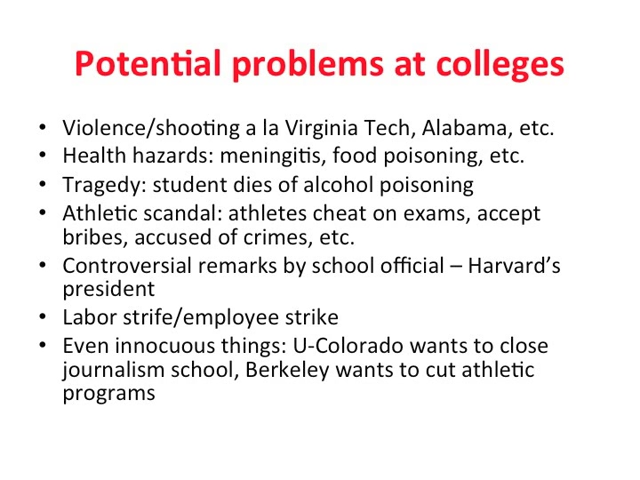 Potential problems at colleges
• Violence/shooting a la Virginia Tech, Alabama, etc.
• Health hazards: meningitis, food poisoning, etc.
• Tragedy: student dies of alcohol poisoning
• Athletic scandal: athletes cheat on exams, accept
bribes, accused of crimes, etc.
• Controversial remarks by school official – Harvard’s
president
• Labor strife/employee strike
• Even innocuous things: U-Colorado wants to close
journalism school, Berkeley wants to cut athletic
programs